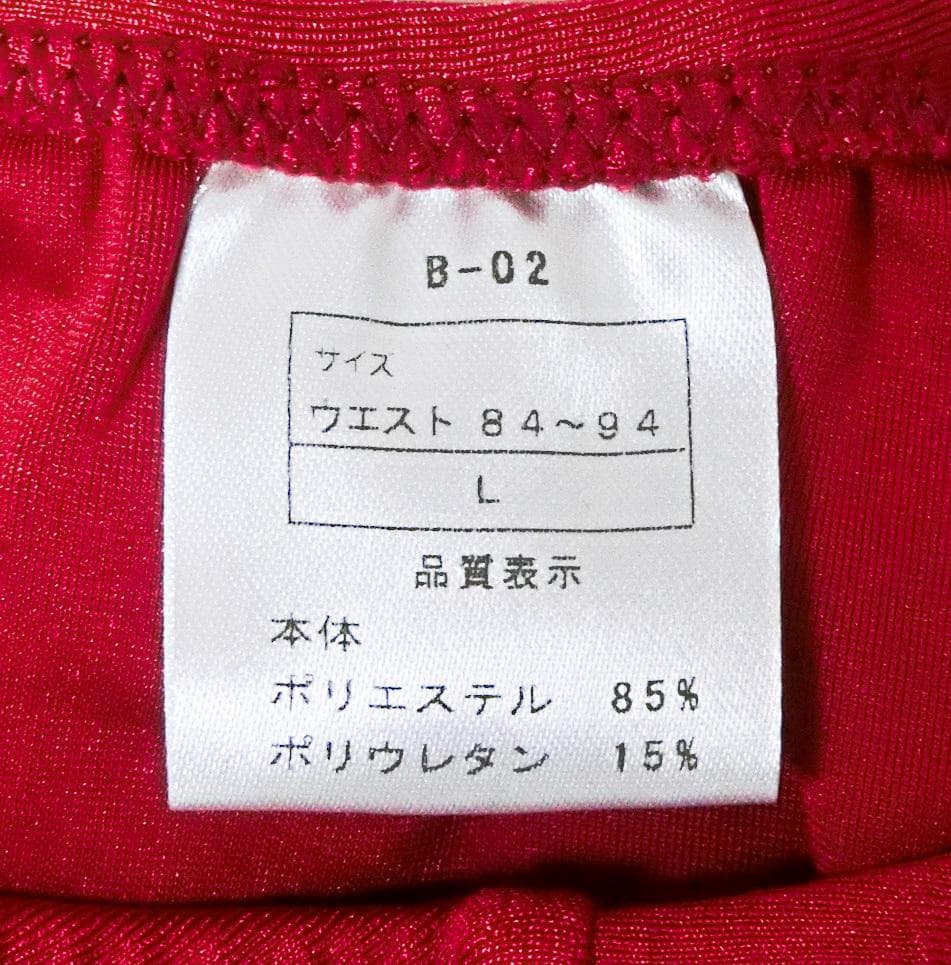 B-02
サイズ
ウエスト 84～94
L
品質表示
本体
ポリエステル 85%
ポリウレタン 15%